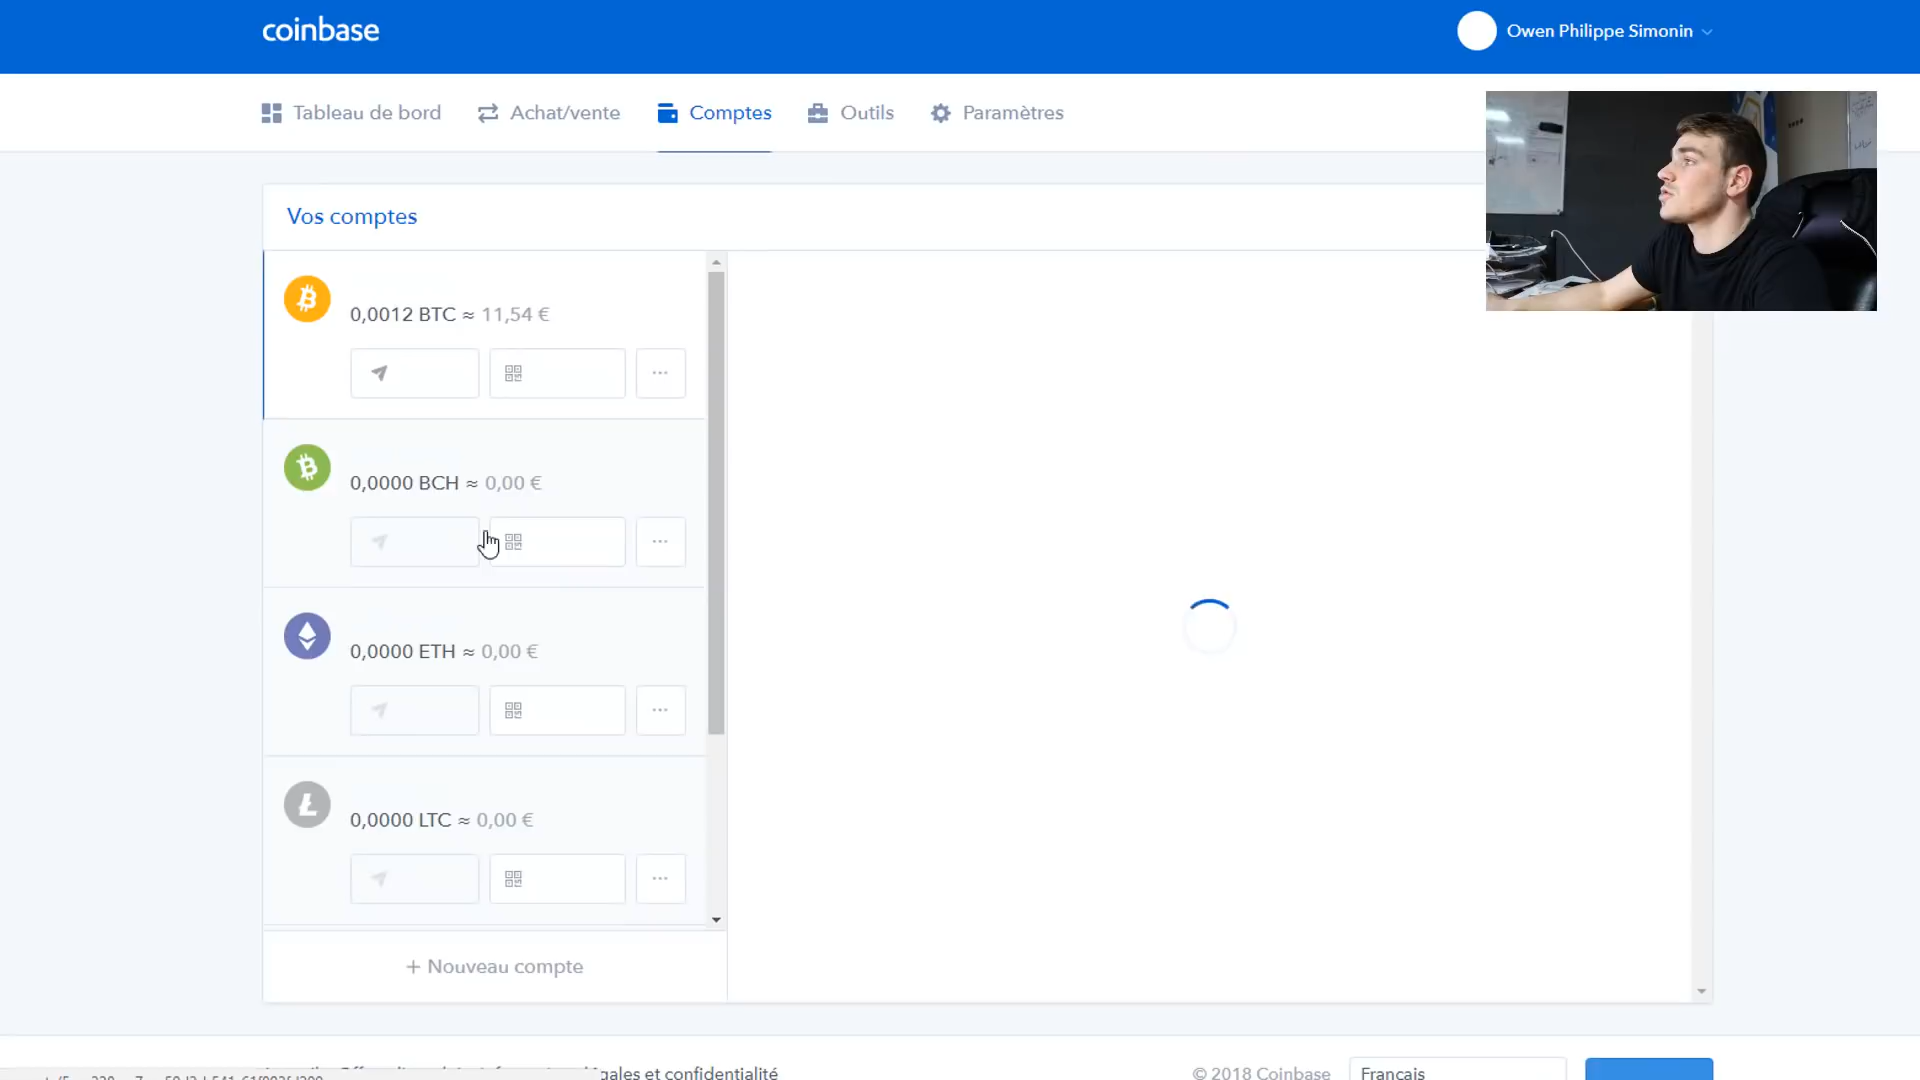 coinbase
Owen Philippe Simonin
Tableau de bord
Achat/vente
Comptes
Outils
Paramètres
Vos comptes
0,0012 BTC ≈ 11,54 €
0,0000 BCH ≈ 0,00 €
0,0000 ETH ≈ 0,00 €
0,0000 LTC ≈ 0,00 €
+ Nouveau compte
gales et confidentialité
© 2018 Coinbase
Français